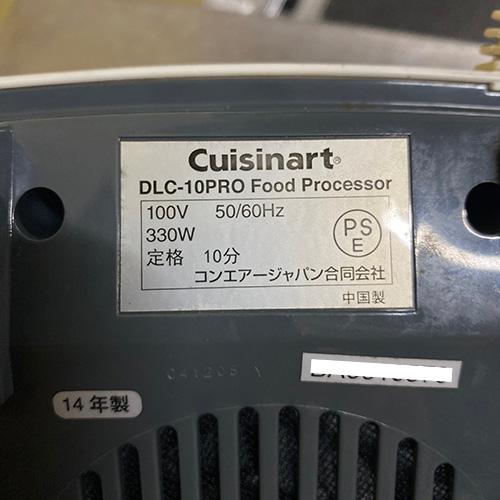 Cuisinart®
DLC-10PRO Food Processor
100V 50/60Hz
330W
PS
E
定格 10分
コンエアージャパン合同会社
中国製
14年製